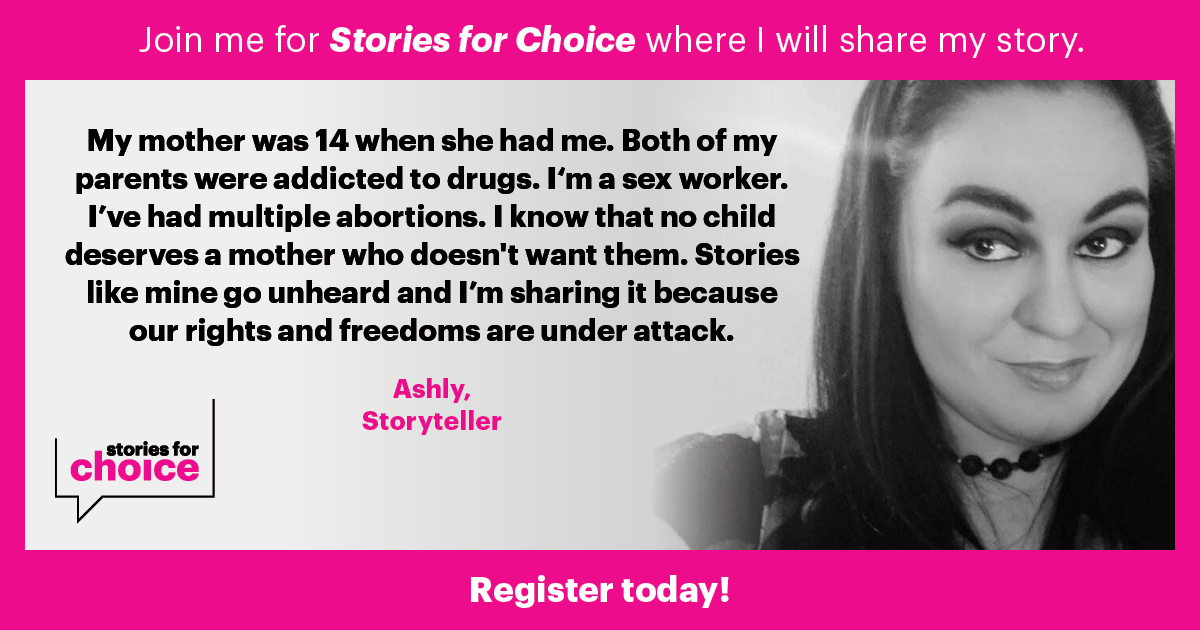 Join me for Stories for Choice where I will share my story.
My mother was 14 when she had me. Both of my
parents were addicted to drugs. I‘m a sex worker.
I’ve had multiple abortions. I know that no child
deserves a mother who doesn't want them. Stories
like mine go unheard and I’m sharing it because
our rights and freedoms are under attack.
Ashly,
Storyteller
stories for
choice
Register today!